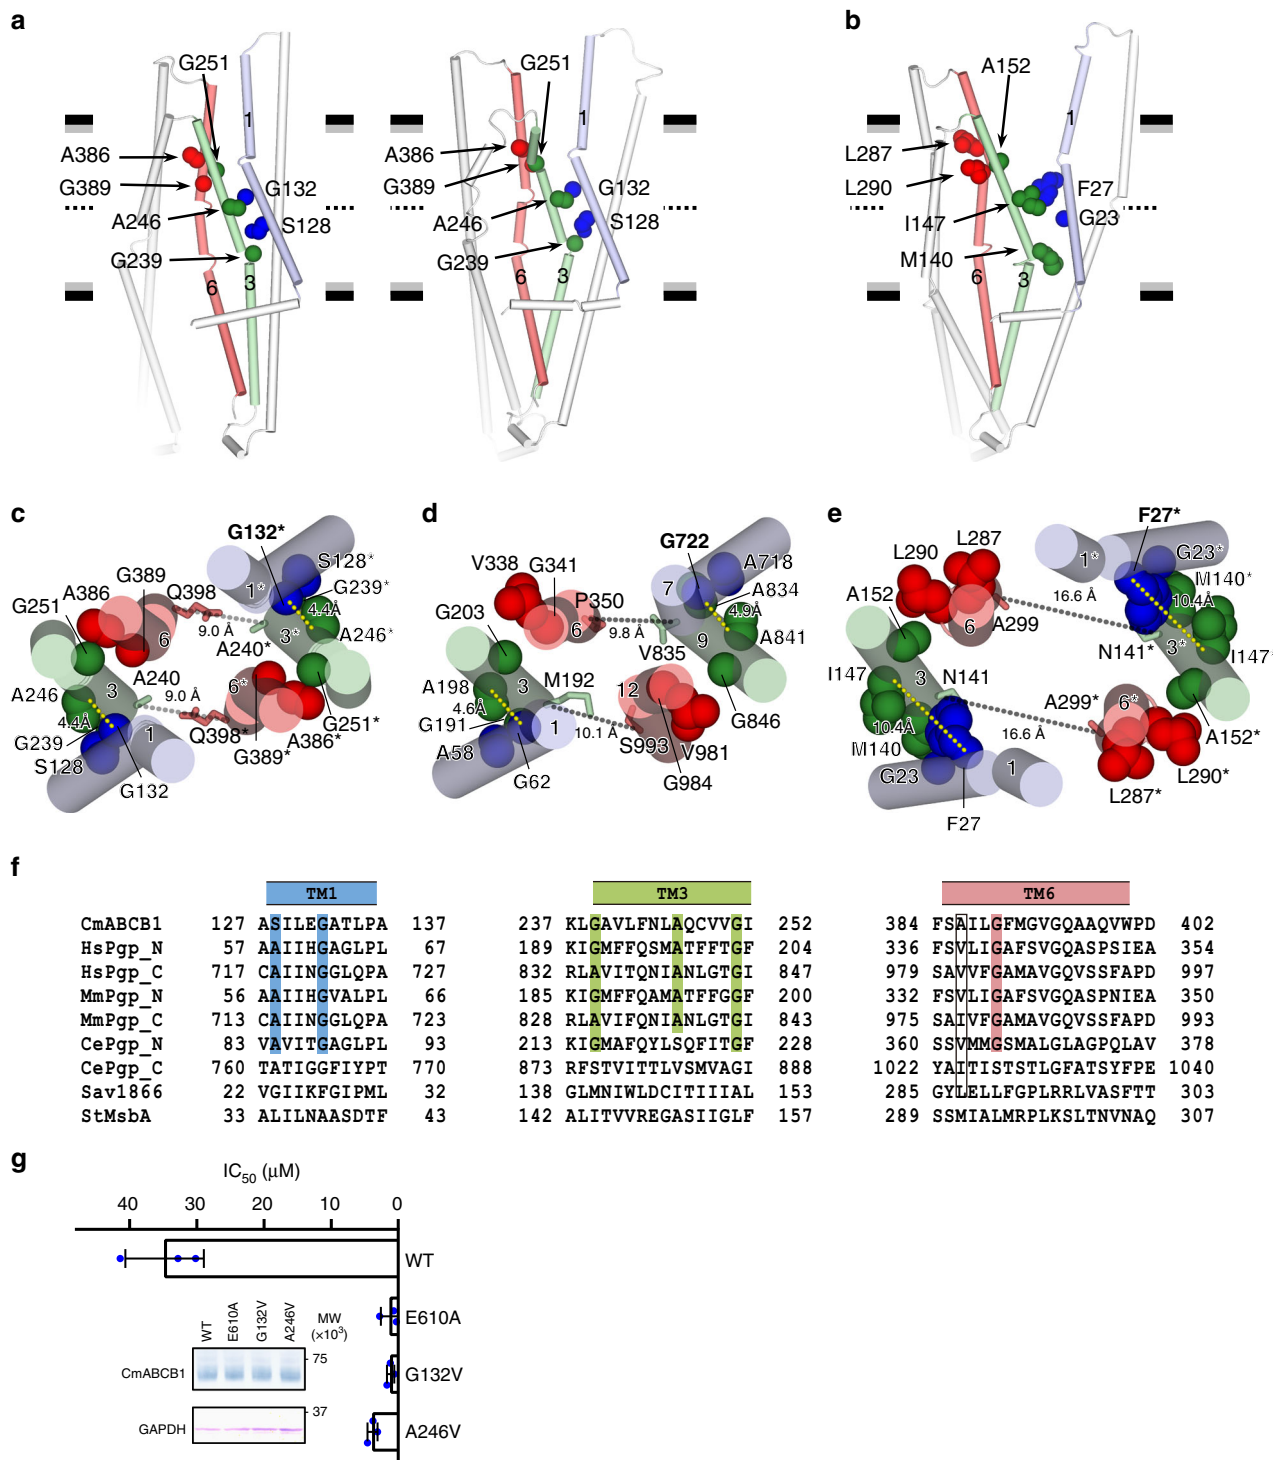 a
G251
1
A386
G389
G132
A246
S128
G239
6
3
G251
1
A386
G389
G132
A246
S128
G239
6
3
b
A152
1
L287
L290
F27
I147
G23
M140
6
3
c
G132*
S128*
G389
Q398
G239*
A386
1*
G251
4.4Å
6
9.0 Å
3*
A246*
A240*
A240
A246
3
6*
9.0 Å
4.4Å
G251*
G239
1
Q398*
A386*
S128
G389*
G132
d
G722
V338
G341
A718
7
A834
P350
G203
4.9Å
6
9.8 Å
9
A841
V835
M192
A198
3
12
4.6Å
G846
G191
1
10.1 Å
V981
A58
S993
G62
G984
e
F27*
L287
L290
1*
G23*
M140*
A152
16.6 Å
10.4Å
6
A299
3*
N141*
I147*
I147
N141
3
A299*
6*
10.4Å
A152*
M140
16.6 Å
G23
1
L290*
L287*
F27
f
TM1 TM3 TM6
CmABCB1 127 ASILEGATLPA 137 237 KLGAVLFNLAQCVVGI 252 384 FSAILGFMGVGQAAQVWPD 402
HsPgp_N 57 AAIIHGAGLPL 67 189 KIGMFFQSMATFFTGF 204 336 FSVLIGAFSVGQASPSIEA 354
HsPgp_C 717 CAIINGGLQPA 727 832 RLAVITQNIANLGTGI 847 979 SAVVFGAMAVGQVSSFAPD 997
MmPgp_N 56 AAIIHGVALPL 66 185 KIGMFFQAMATFFGGF 200 332 FSVLIGAFSVGQASPNIEA 350
MmPgp_C 713 CAIINGGLQPA 723 828 RLAVIFQNIANLGTGI 843 975 SAIVFGAMAVGQVSSFAPD 993
CePgp_N 83 VAVITGAGLPL 93 213 KIGMAFQYLSQFITGF 228 360 SSVMMGSMALGLAGPQLAV 378
CePgp_C 760 TATIGGFIYPT 770 873 RFSTVITTLVSMVAGI 888 1022 YAITISTSTLGFATSYFPE 1040
Sav1866 22 VGIIKFGIPML 32 138 GLMNIWLDCITIIIAL 153 285 GYLELLFGPLRRLVASFTT 303
StMsbA 33 ALILNAASDTF 43 142 ALITVVREGASIIGLF 157 289 SSMIALMRPLKSLTNVNAQ 307
g
IC50 (μM)
40 30 20 10 0
WT
E610A
G132V
A246V
WT E610A G132V A246V MW (×10³)
CmABCB1 75
GAPDH 37